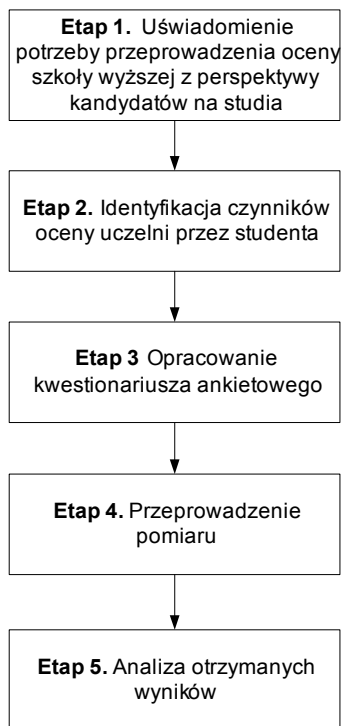 Etap 1. Uświadomienie
potrzeby przeprowadzenia oceny
szkoły wyższej z perspektywy
kandydatów na studia
Etap 2. Identyfikacja czynników
oceny uczelni przez studenta
Etap 3 Opracowanie
kwestionariusza ankietowego
Etap 4. Przeprowadzenie
pomiaru
Etap 5. Analiza otrzymanych
wyników